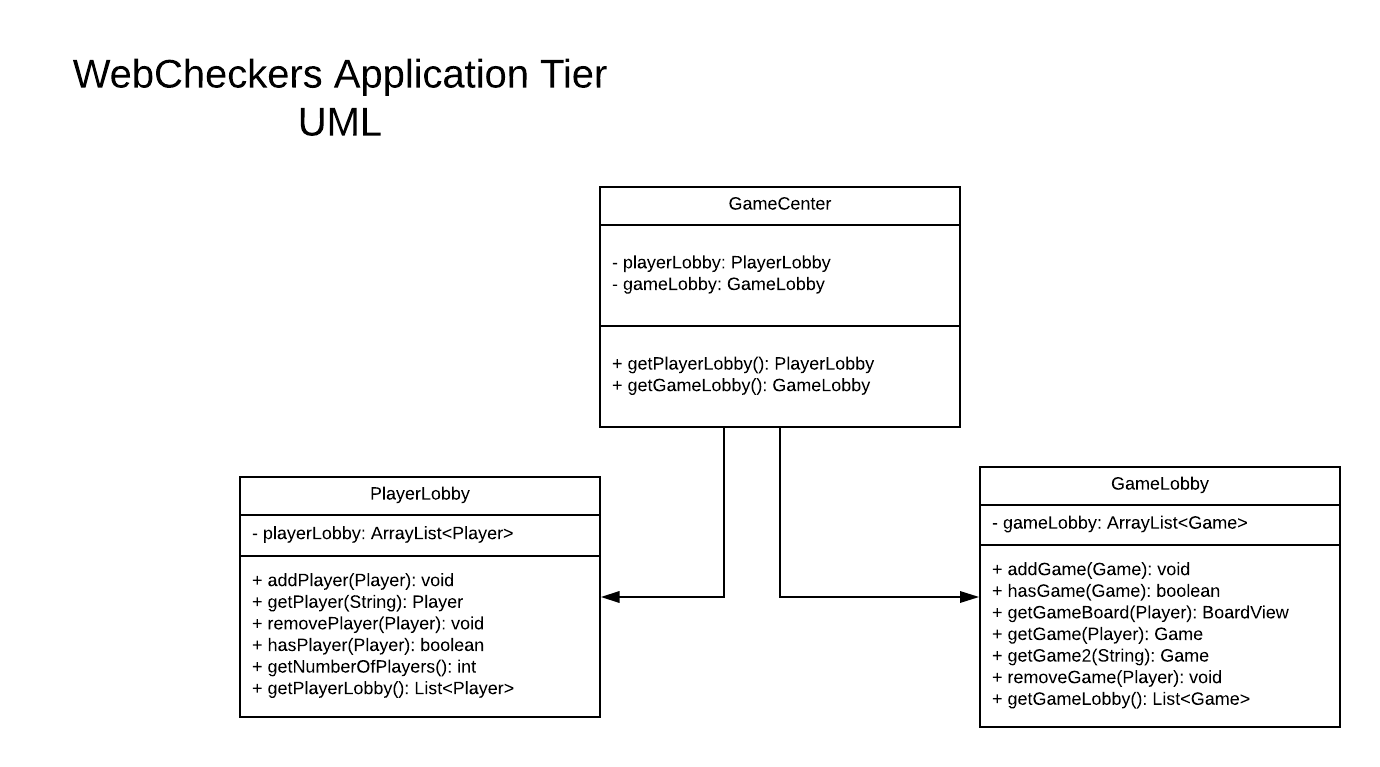 WebCheckers Application Tier
UML
GameCenter
- playerLobby: PlayerLobby
- gameLobby: GameLobby
+ getPlayerLobby(): PlayerLobby
+ getGameLobby(): GameLobby
PlayerLobby
- playerLobby: ArrayList<Player>
+ addPlayer(Player): void
+ getPlayer(String): Player
+ removePlayer(Player): void
+ hasPlayer(Player): boolean
+ getNumberOfPlayers(): int
+ getPlayerLobby(): List<Player>
GameLobby
- gameLobby: ArrayList<Game>
+ addGame(Game): void
+ hasGame(Game): boolean
+ getGameBoard(Player): BoardView
+ getGame(Player): Game
+ getGame2(String): Game
+ removeGame(Player): void
+ getGameLobby(): List<Game>